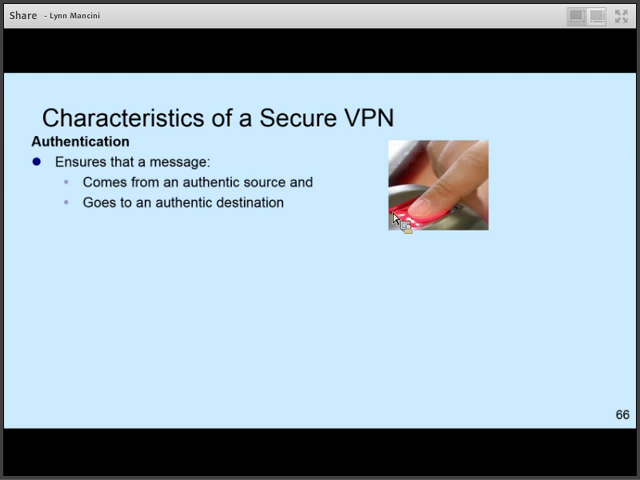 Share - Lynn Mancini
Characteristics of a Secure VPN
Authentication
Ensures that a message:
Comes from an authentic source and
Goes to an authentic destination
66